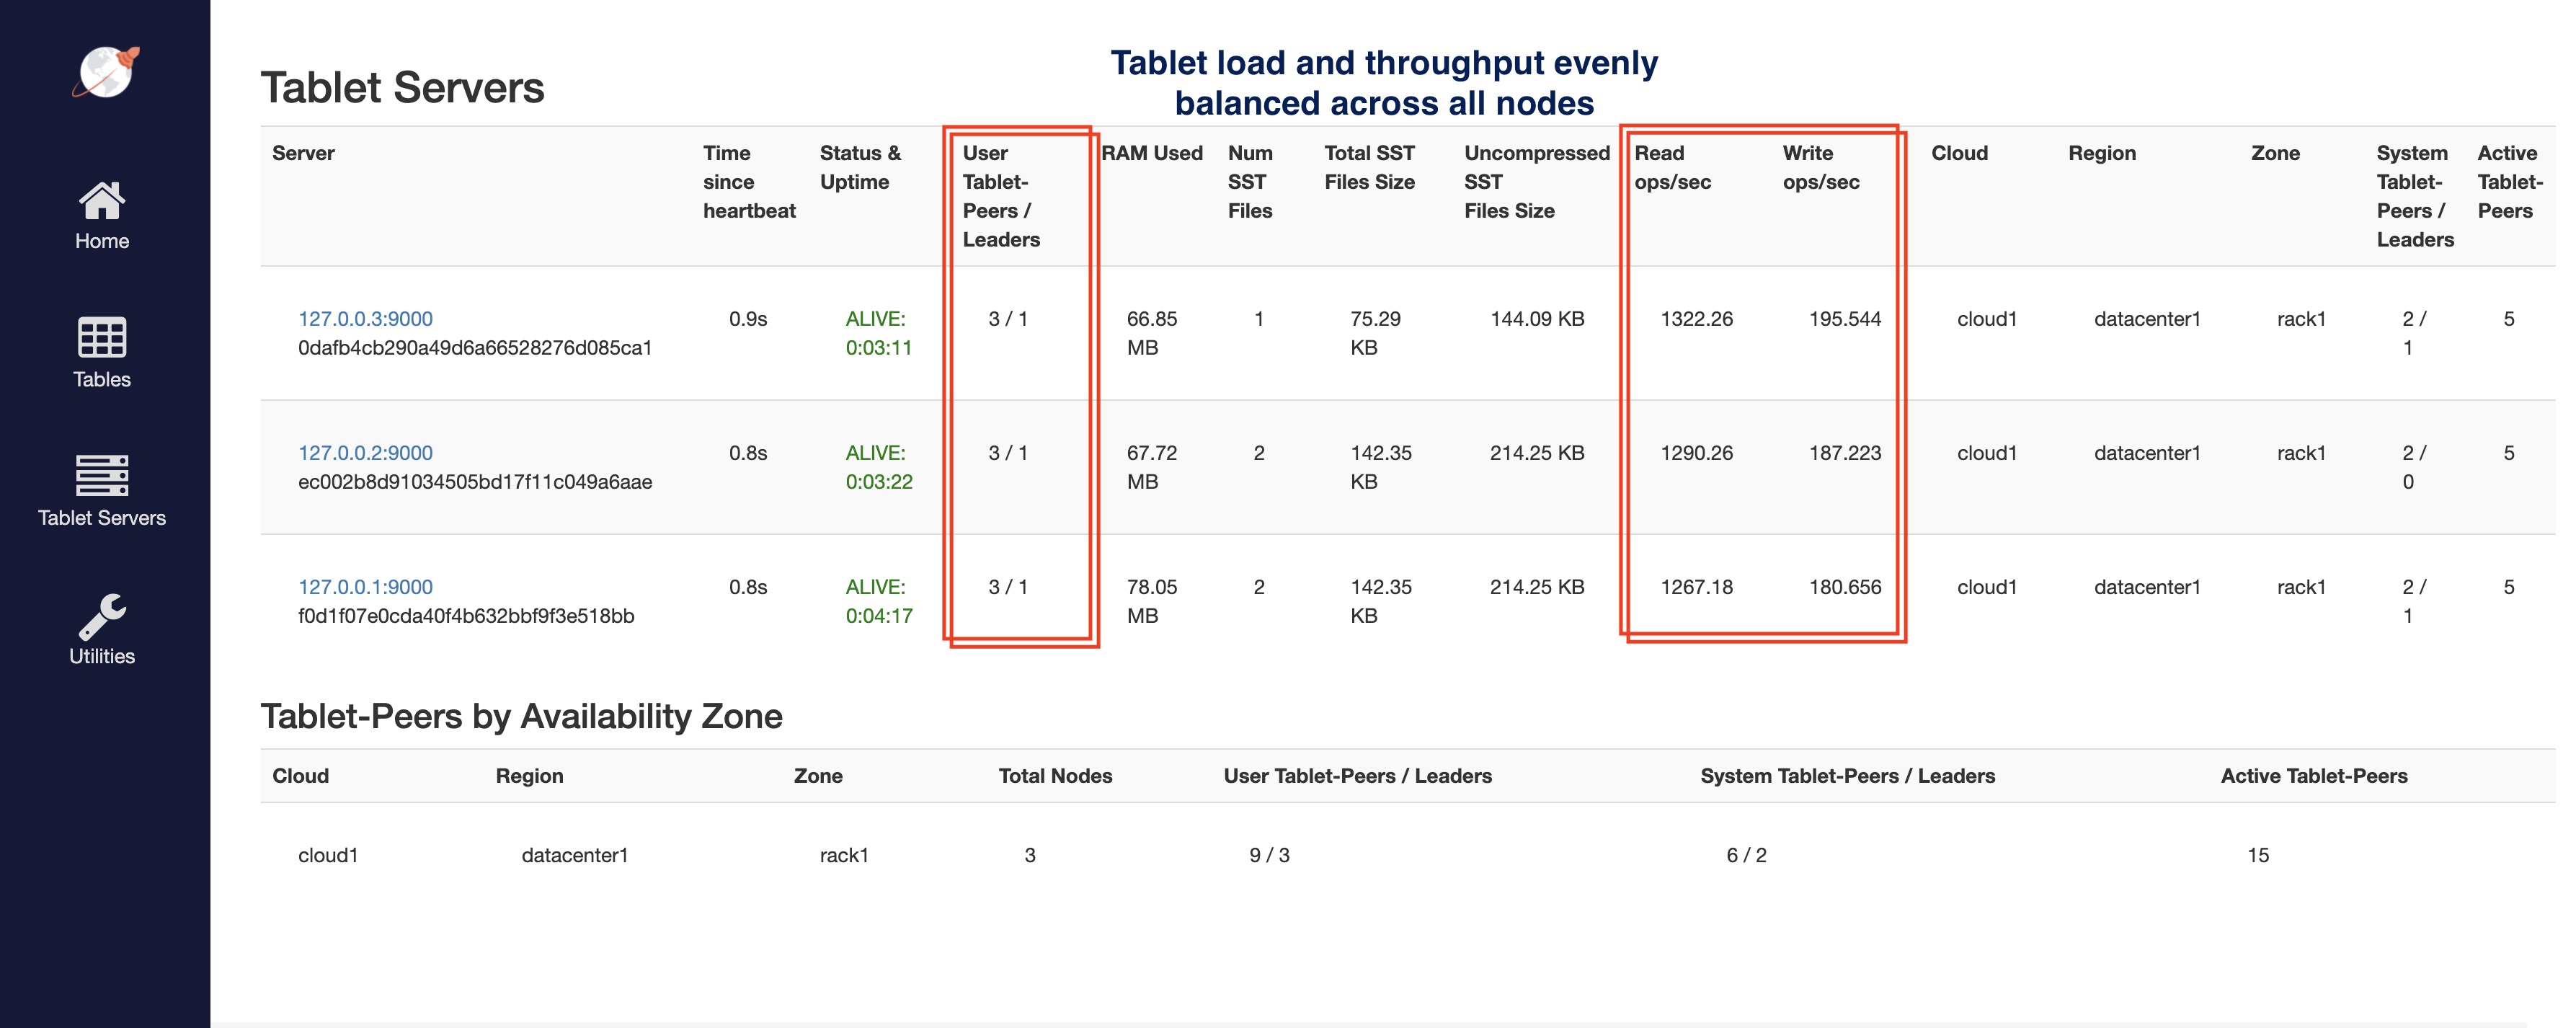 Home
Tables
Tablet Servers
Utilities
Tablet load and throughput evenly
balanced across all nodes
Tablet Servers
Server
Time
since
heartbeat
Status &
Uptime
User
Tablet-
Peers /
Leaders
RAM Used
Num
SST
Files
Total SST
Files Size
Uncompressed
SST
Files Size
Read
ops/sec
Write
ops/sec
Cloud
Region
Zone
System
Tablet-
Peers /
Leaders
Active
Tablet-
Peers
127.0.0.3:9000
0dafb4cb290a49d6a66528276d085ca1
0.9s
ALIVE:
0:03:11
3 / 1
66.85
MB
1
75.29
KB
144.09 KB
1322.26
195.544
cloud1
datacenter1
rack1
2 /
1
5
127.0.0.2:9000
ec002b8d91034505bd17f11c049a6aae
0.8s
ALIVE:
0:03:22
3 / 1
67.72
MB
2
142.35
KB
214.25 KB
1290.26
187.223
cloud1
datacenter1
rack1
2 /
0
5
127.0.0.1:9000
f0d1f07e0cda40f4b632bbf9f3e518bb
0.8s
ALIVE:
0:04:17
3 / 1
78.05
MB
2
142.35
KB
214.25 KB
1267.18
180.656
cloud1
datacenter1
rack1
2 /
1
5
Tablet-Peers by Availability Zone
Cloud
Region
Zone
Total Nodes
User Tablet-Peers / Leaders
System Tablet-Peers / Leaders
Active Tablet-Peers
cloud1
datacenter1
rack1
3
9 / 3
6 / 2
15